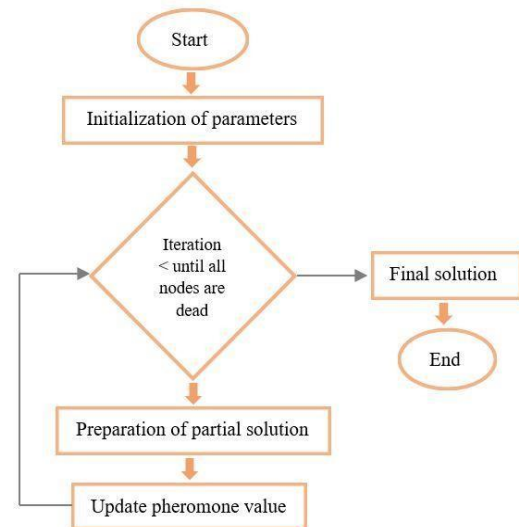 Start
Initialization of parameters
Iteration
< until all
nodes are
dead
Final solution
End
Preparation of partial solution
Update pheromone value